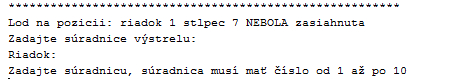 ********************************************************
Lod na pozicii: riadok 1 stlpec 7 NEBOLA zasiahnuta
Zadajte súradnice výstrelu:
Riadok:
Zadajte súradnicu, súradnica musí mať číslo od 1 až po 10